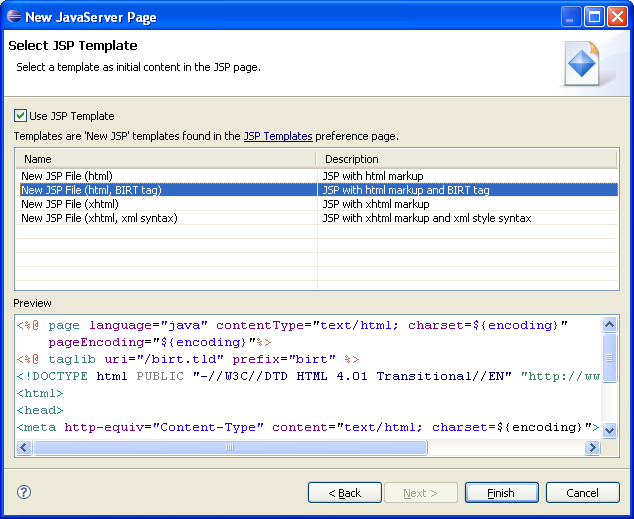 New JavaServer Page
Select JSP Template
Select a template as initial content in the JSP page.
Use JSP Template
Templates are 'New JSP' templates found in the JSP Templates preference page.
Name Description
New JSP File (html) JSP with html markup
New JSP File (html, BIRT tag) JSP with html markup and BIRT tag
New JSP File (xhtml) JSP with xhtml markup
New JSP File (xhtml, xml syntax) JSP with xhtml markup and xml style syntax
Preview
<%@ page language="java" contentType="text/html; charset=${encoding}"
pageEncoding="${encoding}"%>
<%@ taglib uri="/birt.tld" prefix="birt" %>
<!DOCTYPE html PUBLIC "-//W3C//DTD HTML 4.01 Transitional//EN" "http://ww
<html>
<head>
<meta http-equiv="Content-Type" content="text/html; charset=${encoding}">
? < Back Next > Finish Cancel